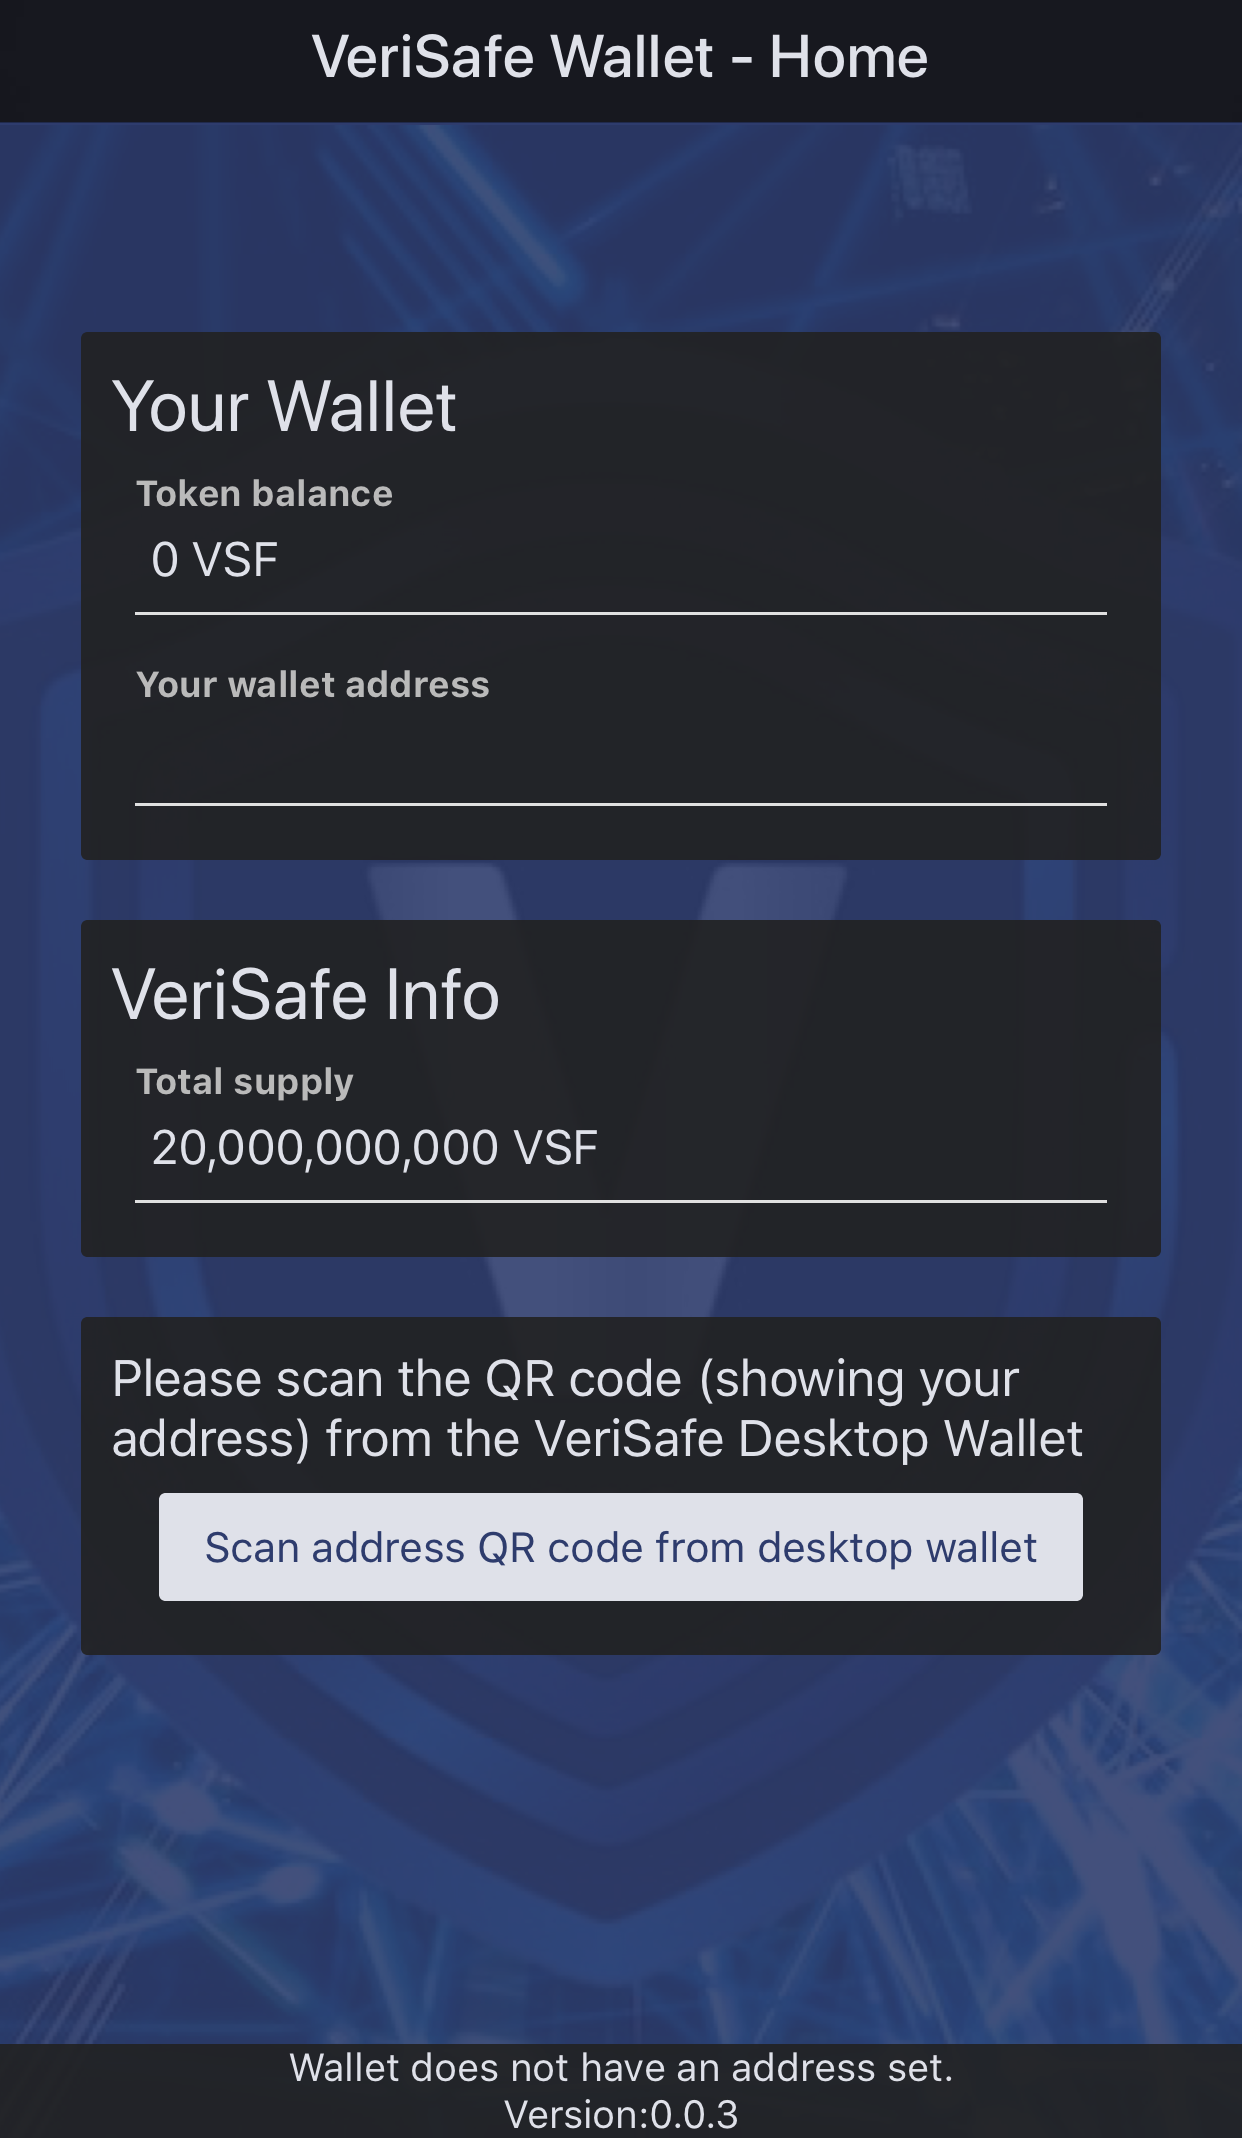 VeriSafe Wallet - Home
Your Wallet
Token balance
0 VSF
Your wallet address
VeriSafe Info
Total supply
20,000,000,000 VSF
Please scan the QR code (showing your
address) from the VeriSafe Desktop Wallet
Scan address QR code from desktop wallet
Wallet does not have an address set.
Version:0.0.3